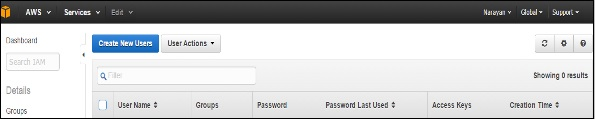 AWS Services Edit Narayan Global Support
Dashboard
Search IAM
Details
Groups
Create New Users User Actions
Filter
Showing 0 results
User Name Groups Password Password Last Used Access Keys Creation Time